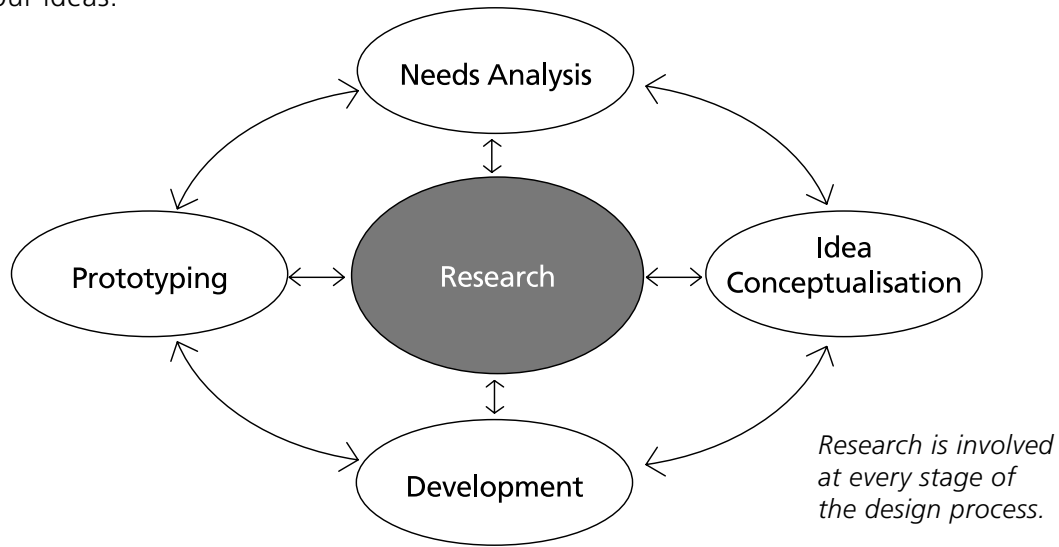 our ideas.
Needs Analysis
Prototyping
Research
Idea
Conceptualisation
Development
Research is involved
at every stage of
the design process.